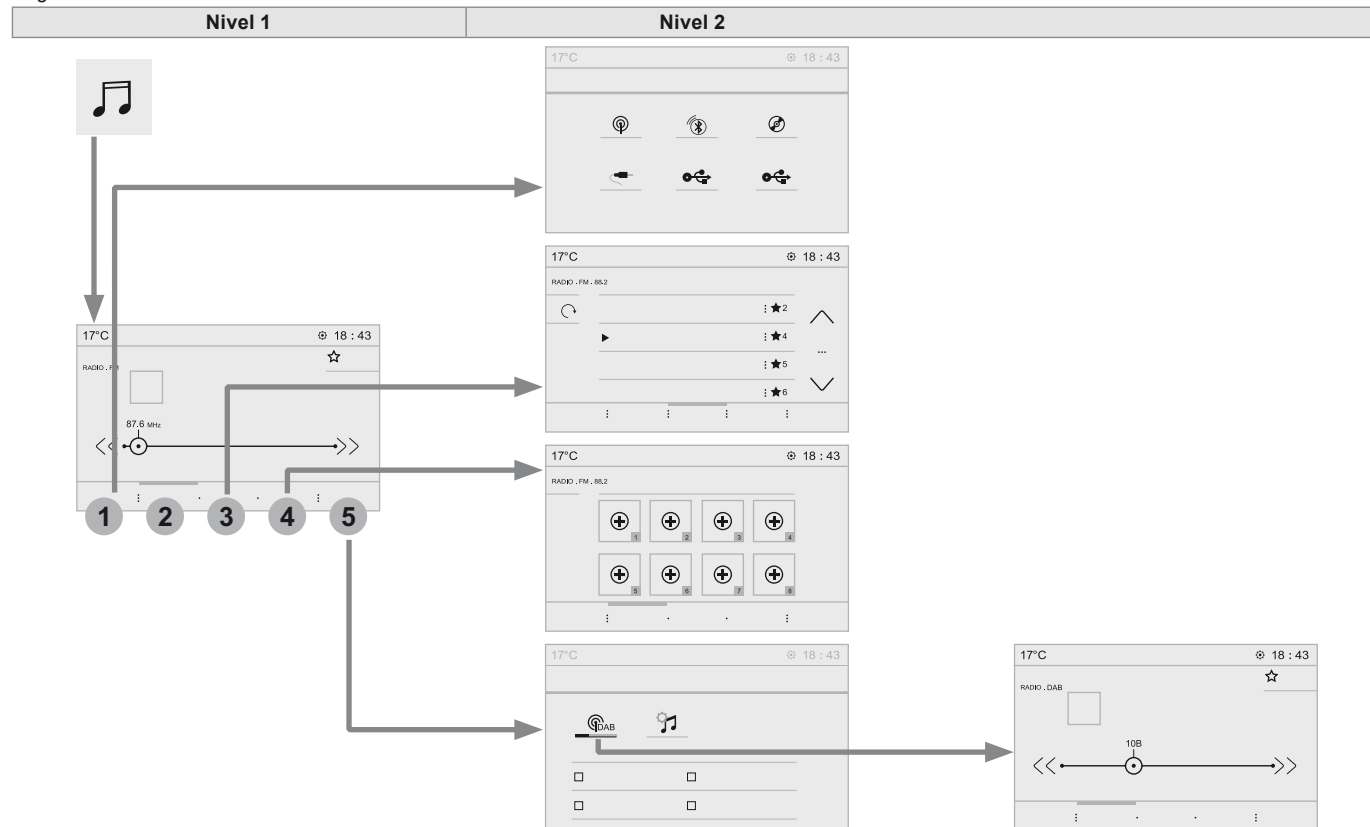 Nivel 1
Nivel 2
17°C 18 : 43
17°C 18 : 43
RADIO . FM . 88.2
2
4
...
5
6
17°C 18 : 43
87.6 MHz
1 2 3 4 5
17°C 18 : 43
RADIO . FM . 88.2
1 2 3 4
5 6 7 8
17°C 18 : 43
DAB
17°C 18 : 43
RADIO . DAB
10B